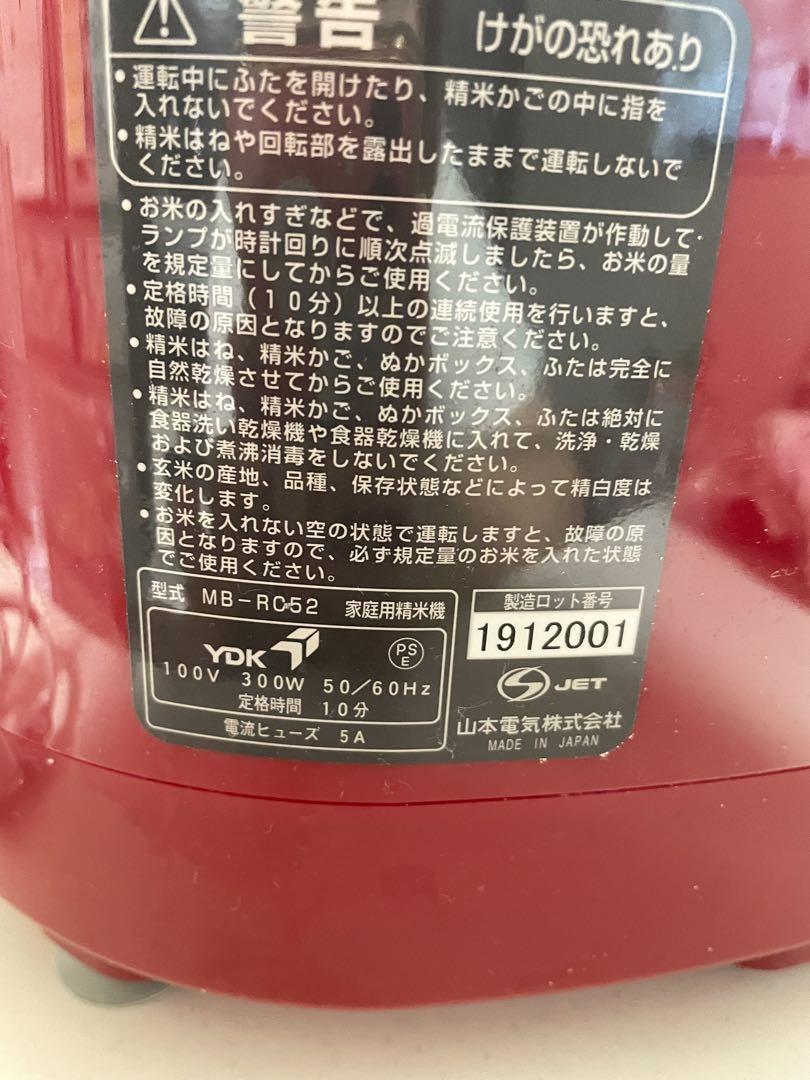 警告 けがの恐れあり
・運転中にふたを開けたり、精米かごの中に指を
入れないでください。
・精米はねや回転部を露出したままで運転しないで
ください。
・お米の入れすぎなどで、過電流保護装置が作動して
ランプが時計回りに順次点滅しましたら、お米の量
を規定量にしてからご使用ください。
・定格時間(10分)以上の連続使用を行いますと、
故障の原因となりますのでご注意ください。
・精米はね、精米かご、ぬかボックス、ふたは完全に
自然乾燥させてからご使用ください。
・精米はね、精米かご、ぬかボックス、ふたは絶対に
食器洗い乾燥機や食器乾燥機に入れて、洗浄・乾燥
および煮沸消毒をしないでください。
・玄米の産地、品種、保存状態などによって精白度は
変化します。
・お米を入れない空の状態で運転しますと、故障の原
因となりますので、必ず規定量のお米を入れた状態
でご使用ください。
型式 MB-RC52 家庭用精米機
YDK PS E
100V 300W 50/60Hz
定格時間 10分
電流ヒューズ 5A
製造ロット番号
1912001
S JET
山本電気株式会社
MADE IN JAPAN